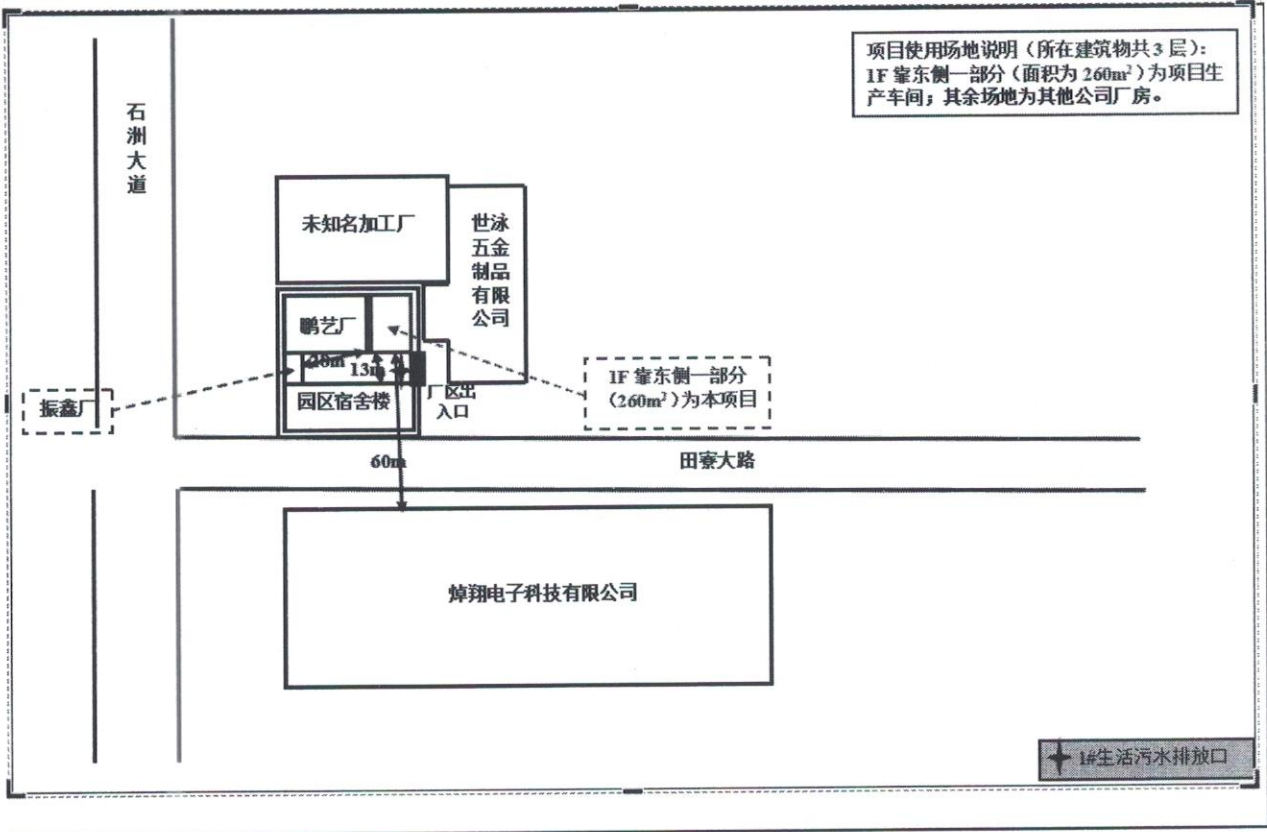 项目使用场地说明（所在建筑物共3层）：
1F 靠东侧一部分（面积为260m²）为项目生
产车间；其余场地为其他公司厂房。
石洲大道
未知名加工厂
世泳
五金
制品
有限
公司
鹏艺厂
20m
13m
振鑫厂
园区宿舍楼
厂区出
入口
1F 靠东侧一部分
（260m²）为本项目
60m
田寮大路
焯翔电子科技有限公司
1#生活污水排放口